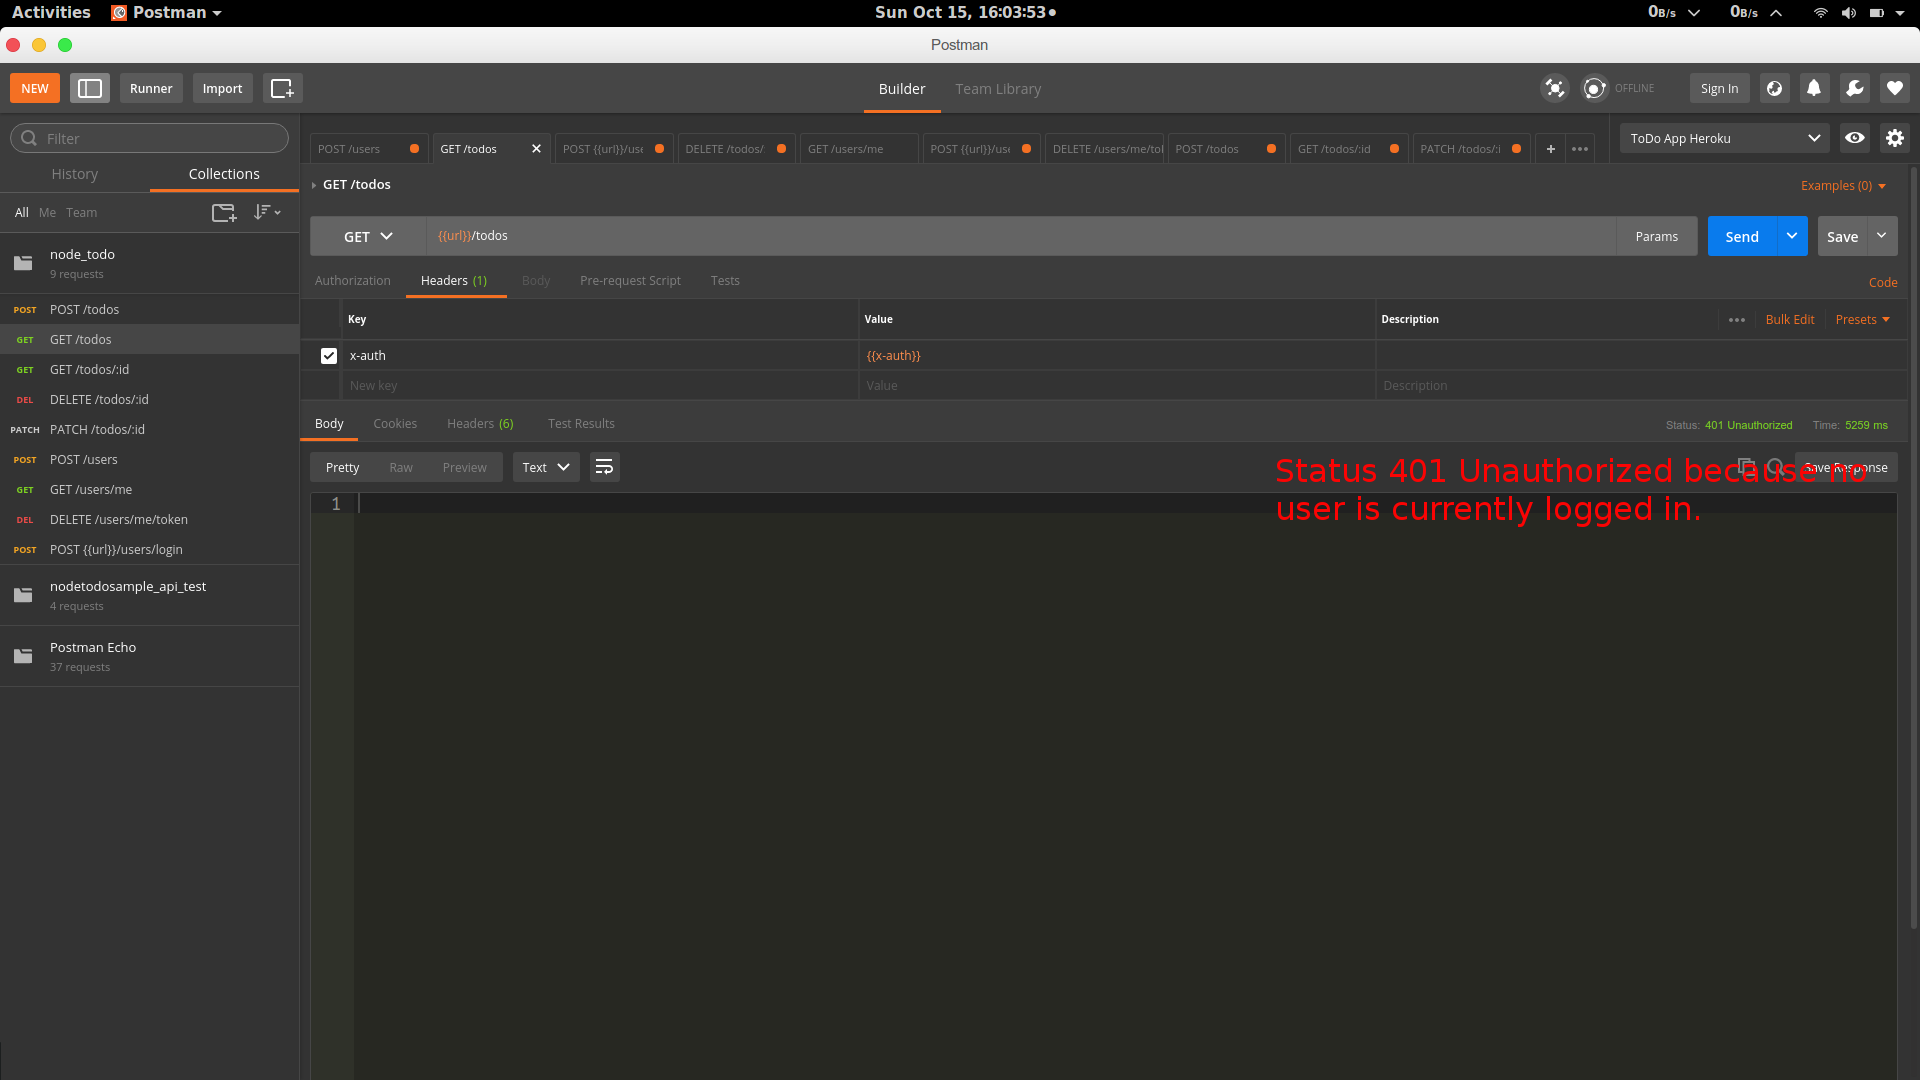 Activities Postman Sun Oct 15, 16:03:53 0B/s 0B/s
Postman
NEW Runner Import Builder Team Library OFFLINE Sign In
Filter
POST /users GET /todos POST {{url}}/use DELETE /todos/: GET /users/me POST {{url}}/use DELETE /users/me/tol POST /todos GET /todos/:id PATCH /todos/:i + ToDo App Heroku
History Collections
GET /todos Examples (0)
All Me Team
GET {{url}}/todos Params Send Save
node_todo
9 requests
Authorization Headers (1) Body Pre-request Script Tests Code
POST POST /todos
Key Value Description Bulk Edit Presets
GET GET /todos
x-auth {{x-auth}}
GET GET /todos/:id
New key Value Description
DEL DELETE /todos/:id
Body Cookies Headers (6) Test Results Status: 401 Unauthorized Time: 5259 ms
PATCH PATCH /todos/:id
POST POST /users
Pretty Raw Preview Text Save Response
Status 401 Unauthorized because no
user is currently logged in.
1
GET GET /users/me
DEL DELETE /users/me/token
POST POST {{url}}/users/login
nodetodosample_api_test
4 requests
Postman Echo
37 requests